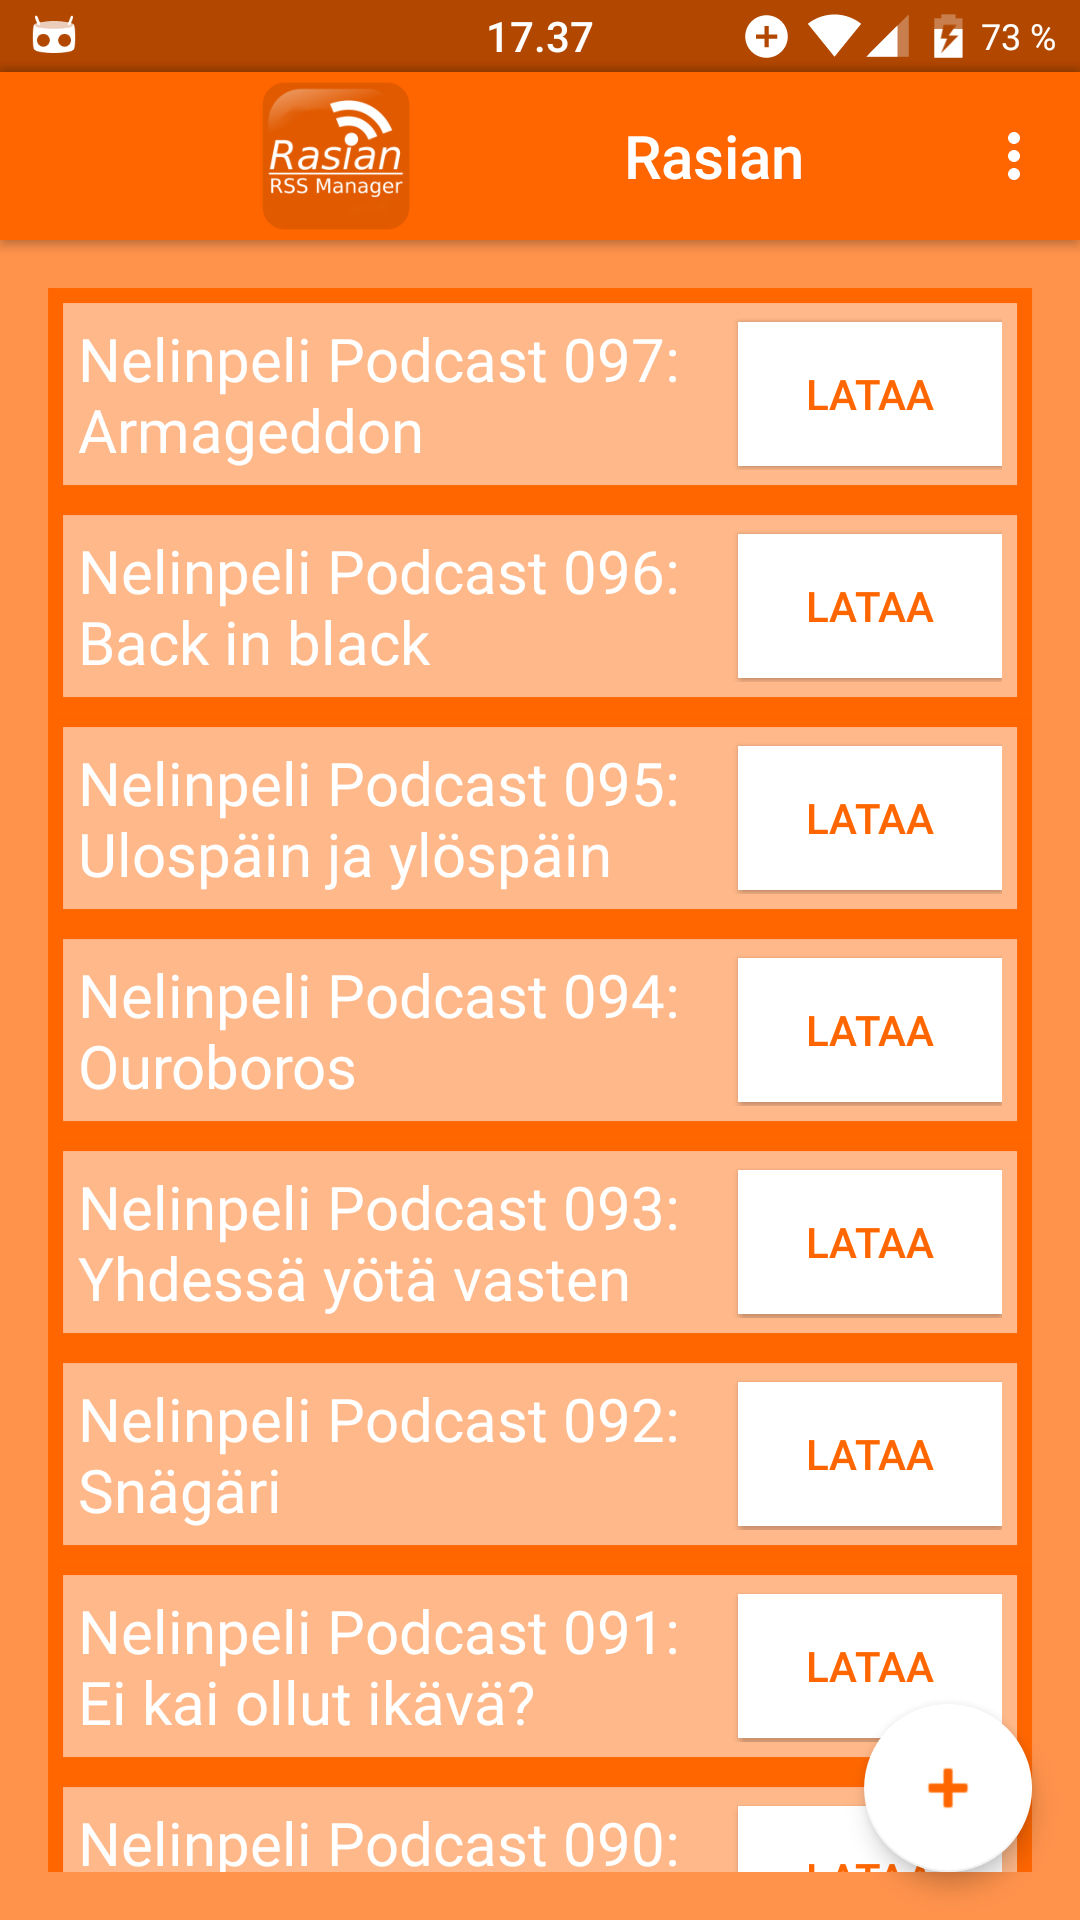 17.37
73 %
Rasian
RSS Manager
Rasian
Nelinpeli Podcast 097:
Armageddon
LATAA
Nelinpeli Podcast 096:
Back in black
LATAA
Nelinpeli Podcast 095:
Ulospäin ja ylöspäin
LATAA
Nelinpeli Podcast 094:
Ouroboros
LATAA
Nelinpeli Podcast 093:
Yhdessä yötä vasten
LATAA
Nelinpeli Podcast 092:
Snägäri
LATAA
Nelinpeli Podcast 091:
Ei kai ollut ikävä?
LATAA
Nelinpeli Podcast 090:
LATAA